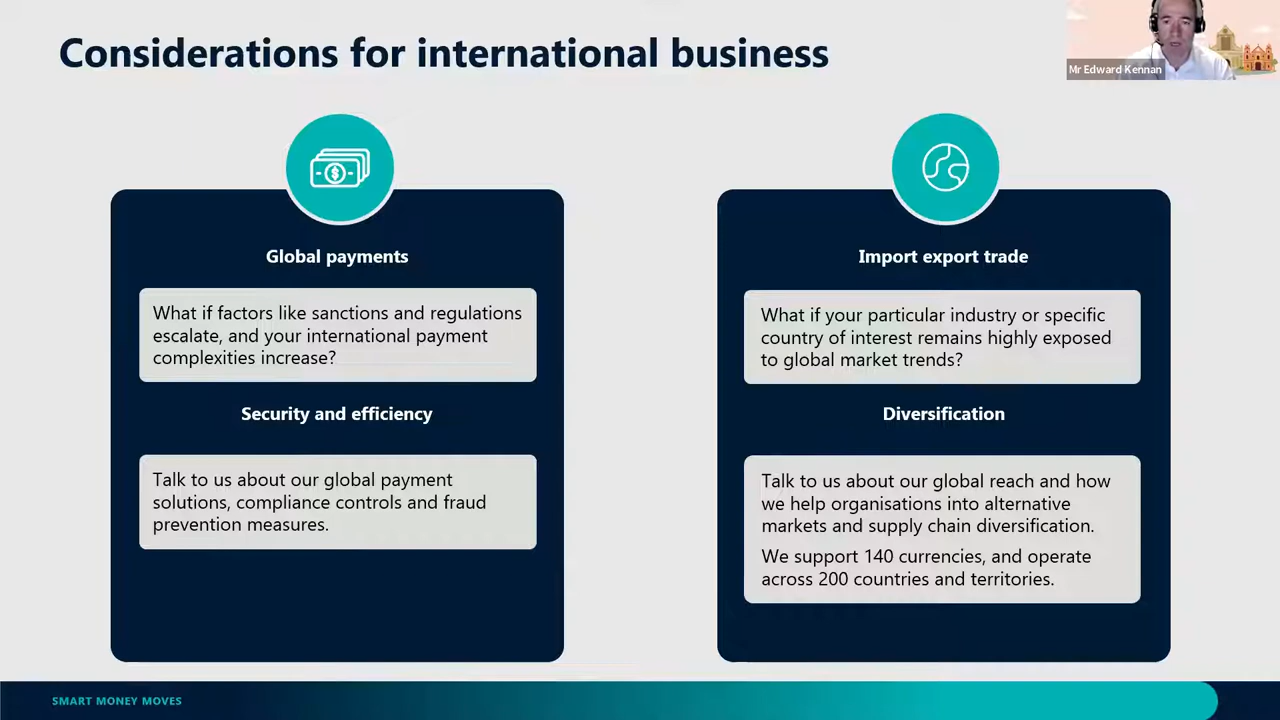 Considerations for international business
Mr Edward Kennan
Global payments
What if factors like sanctions and regulations
escalate, and your international payment
complexities increase?
Security and efficiency
Talk to us about our global payment
solutions, compliance controls and fraud
prevention measures.
Import export trade
What if your particular industry or specific
country of interest remains highly exposed
to global market trends?
Diversification
Talk to us about our global reach and how
we help organisations into alternative
markets and supply chain diversification.
We support 140 currencies, and operate
across 200 countries and territories.
SMART MONEY MOVES